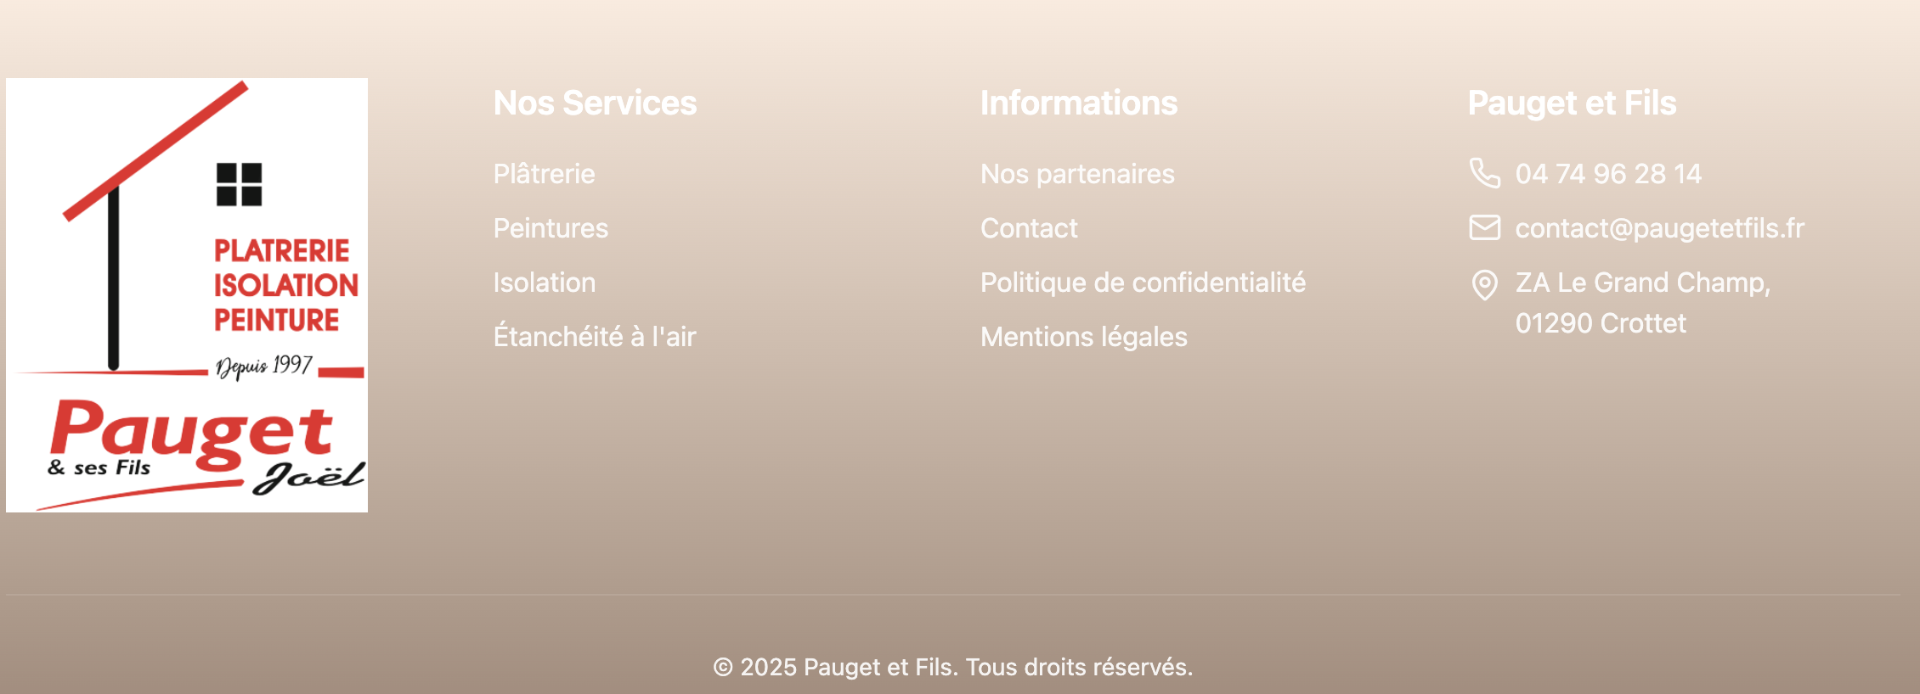 PLATRERIE
ISOLATION
PEINTURE
Depuis 1997
Pauget
& ses Fils
Joël
Nos Services
Plâtrerie
Peintures
Isolation
Étanchéité à l'air
Informations
Nos partenaires
Contact
Politique de confidentialité
Mentions légales
Pauget et Fils
04 74 96 28 14
contact@paugetetfils.fr
ZA Le Grand Champ,
01290 Crottet
© 2025 Pauget et Fils. Tous droits réservés.